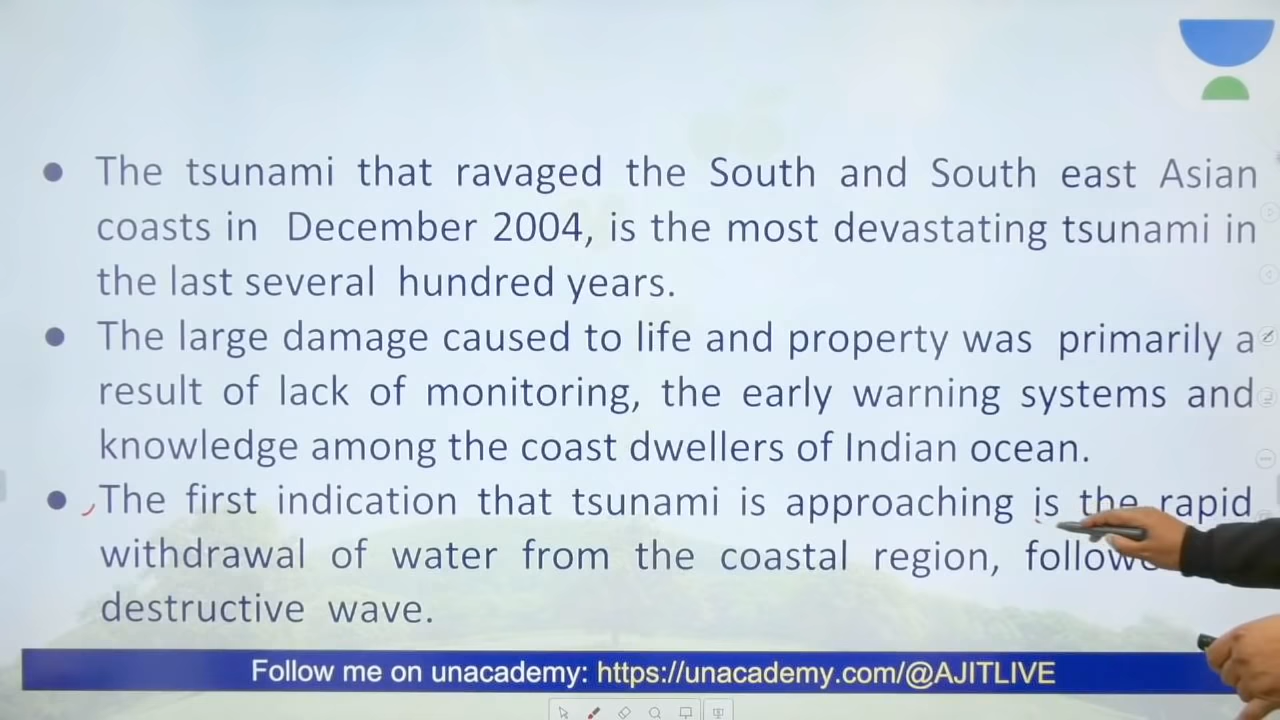 The tsunami that ravaged the South and South east Asian
coasts in December 2004, is the most devastating tsunami in
the last several hundred years.
The large damage caused to life and property was primarily a
result of lack of monitoring, the early warning systems and
knowledge among the coast dwellers of Indian ocean.
The first indication that tsunami is approaching is the rapid
withdrawal of water from the coastal region,
destructive wave.
Follow me on unacademy: https://unacademy.com/@AJITLIVE